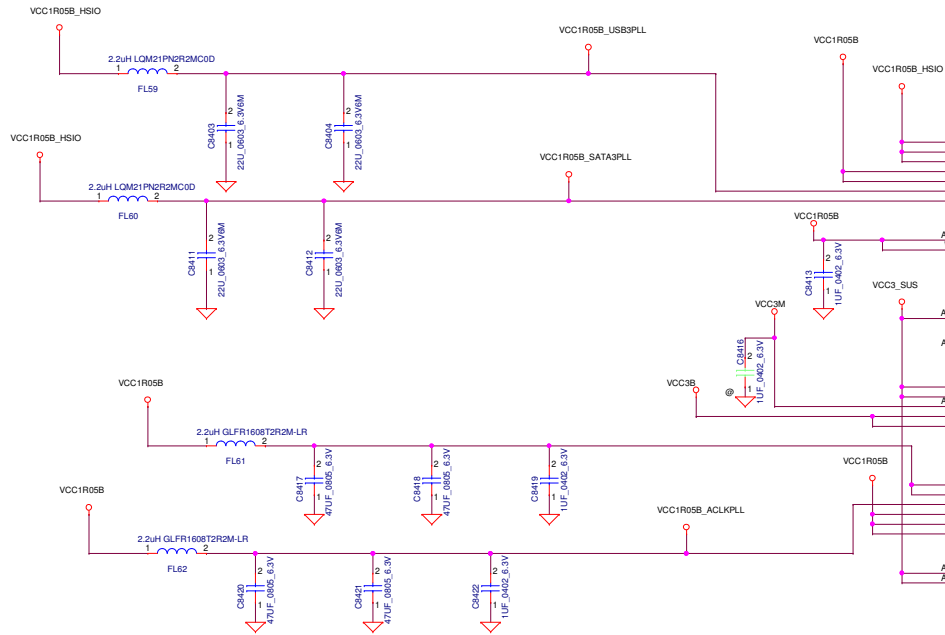 VCC1R05B_HSIO
2.2uH LQM21PN2R2MC0D
1 2
FL59
VCC1R05B_USB3PLL
VCC1R05B
VCC1R05B_HSIO
2
C8403
1
22U_0603_6.3V6M
2
C8404
1
22U_0603_6.3V6M
VCC1R05B_HSIO
2.2uH LQM21PN2R2MC0D
1 2
FL60
VCC1R05B_SATA3PLL
2
C8411
1
22U_0603_6.3V6M
2
C8412
1
22U_0603_6.3V6M
VCC1R05B
2
C8413
1
1UF_0402_6.3V
A
VCC3_SUS
A
A
VCC3M
C8416
2
1
1UF_0402_6.3V
@
VCC3B
A
VCC1R05B
2.2uH GLFR1608T2R2M-LR
1 2
FL61
2
C8417
1
47UF_0805_6.3V
2
C8418
1
47UF_0805_6.3V
2
C8419
1
1UF_0402_6.3V
VCC1R05B
VCC1R05B
2.2uH GLFR1608T2R2M-LR
1 2
FL62
VCC1R05B_ACLKPLL
2
C8420
1
47UF_0805_6.3V
2
C8421
1
47UF_0805_6.3V
2
C8422
1
1UF_0402_6.3V
A
A